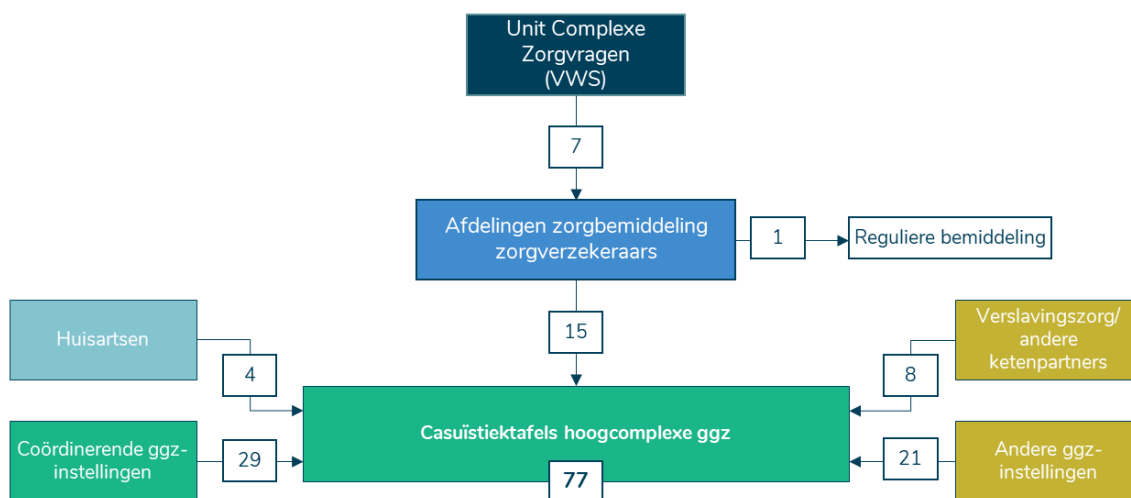 Unit Complexe
Zorgvragen
(VWS)
7
Afdelingen zorgbemiddeling
zorgverzekeraars
1
Reguliere bemiddeling
15
Huisartsen
4
Verslavingszorg/
andere
ketenpartners
8
Coördinerende ggz-
instellingen
29
Casuïstiektafels hoogcomplexe ggz
77
21
Andere ggz-
instellingen